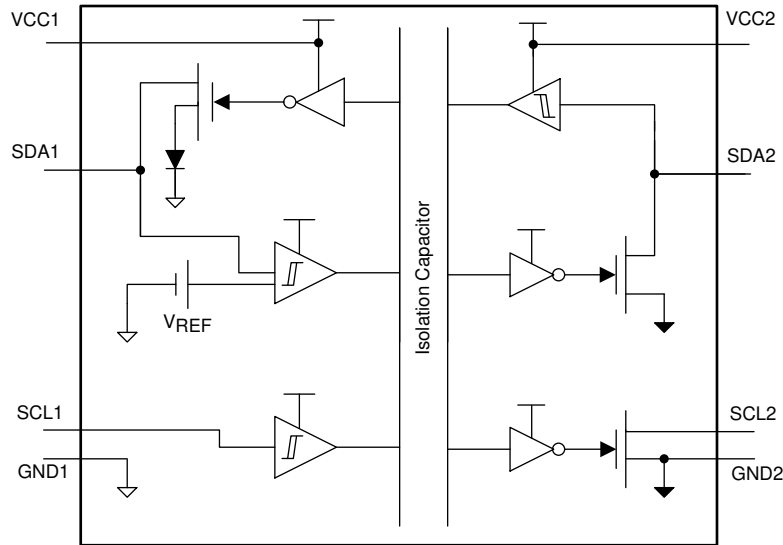 VCC1
VCC2
SDA1
SDA2
Isolation Capacitor
VREF
SCL1
SCL2
GND1
GND2